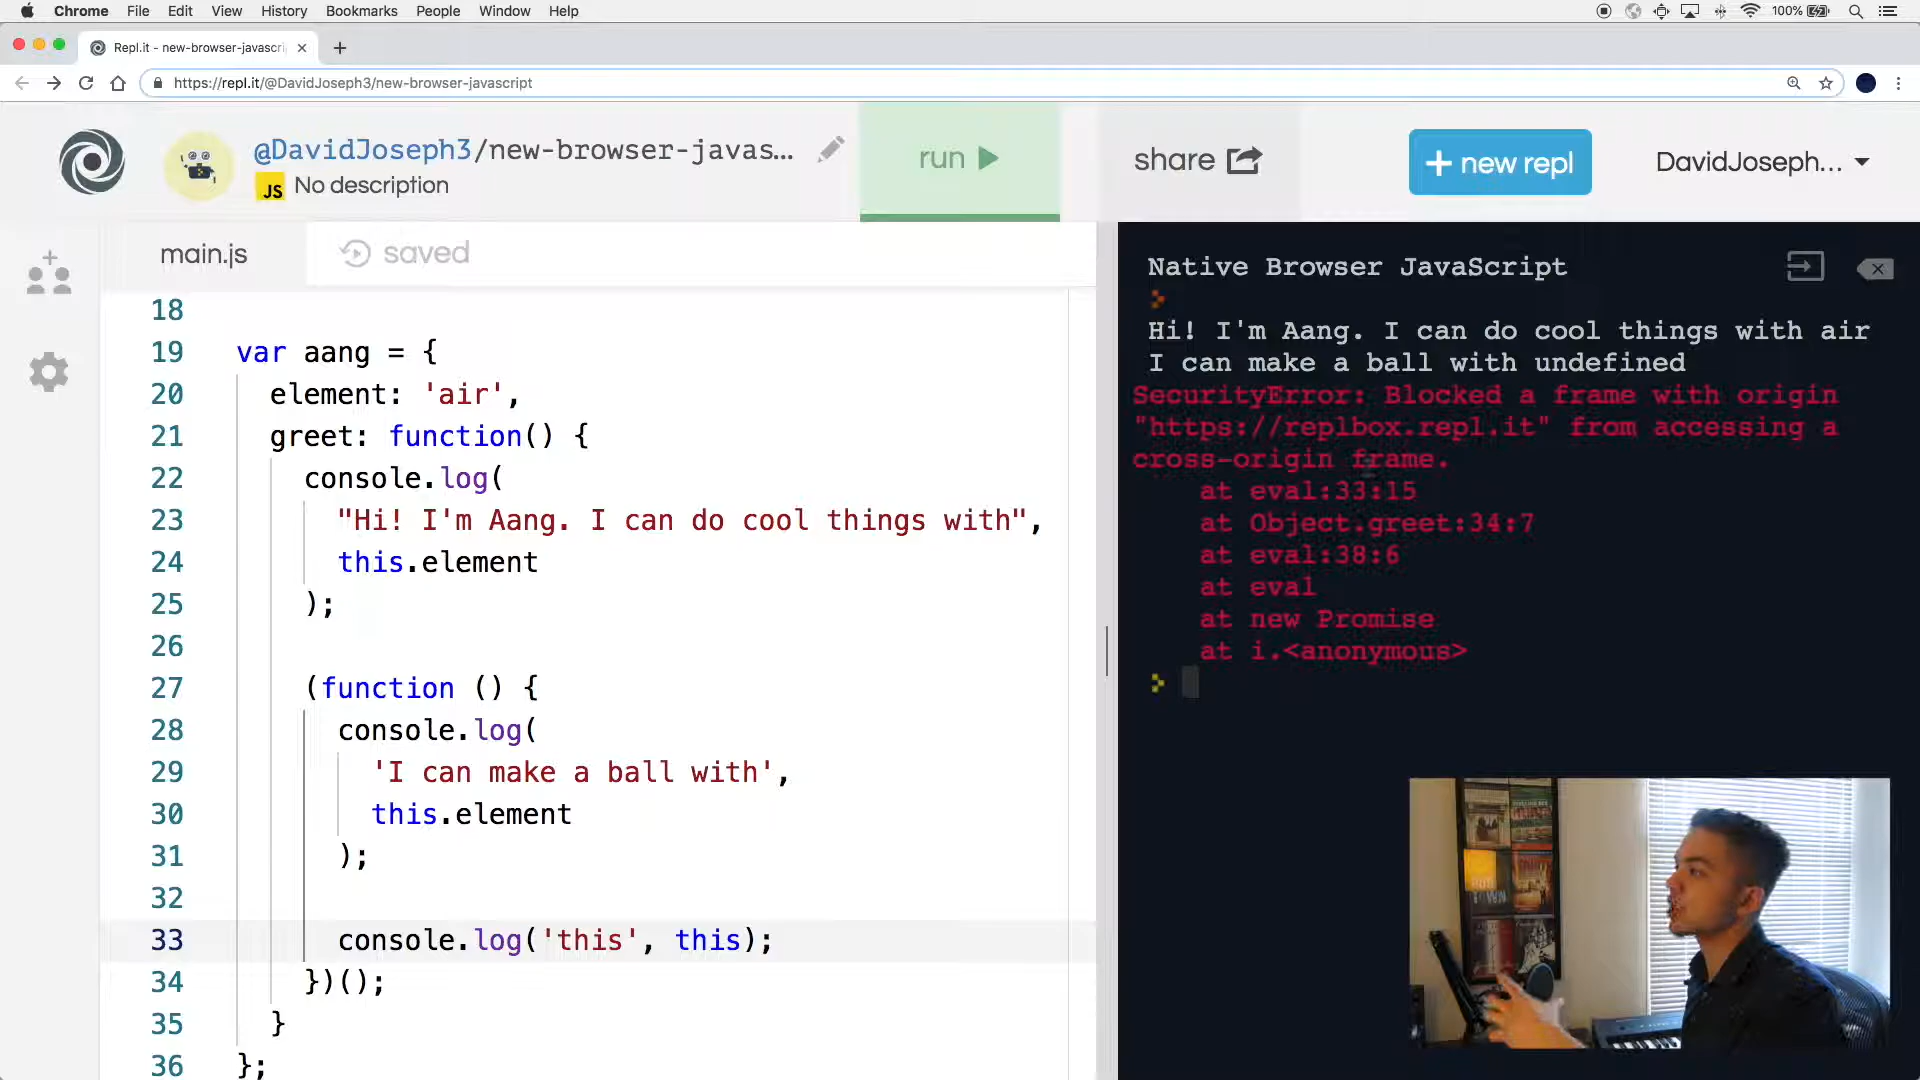 Chrome File Edit View History Bookmarks People Window Help 100%
Repl.it - new-browser-javascri
https://repl.it/@DavidJoseph3/new-browser-javascript
@DavidJoseph3/new-browser-javas...
JS No description
run
share
+ new repl
DavidJoseph...
main.js
saved
18
19 var aang = {
20 element: 'air',
21 greet: function() {
22 console.log(
23 "Hi! I'm Aang. I can do cool things with",
24 this.element
25 );
26
27 (function () {
28 console.log(
29 'I can make a ball with',
30 this.element
31 );
32
33 console.log('this', this);
34 })();
35 }
36 };
Native Browser JavaScript
>
Hi! I'm Aang. I can do cool things with air
I can make a ball with undefined
SecurityError: Blocked a frame with origin
"https://replbox.repl.it" from accessing a
cross-origin frame.
at eval:33:15
at Object.greet:34:7
at eval:38:6
at eval
at new Promise
at i.<anonymous>
>